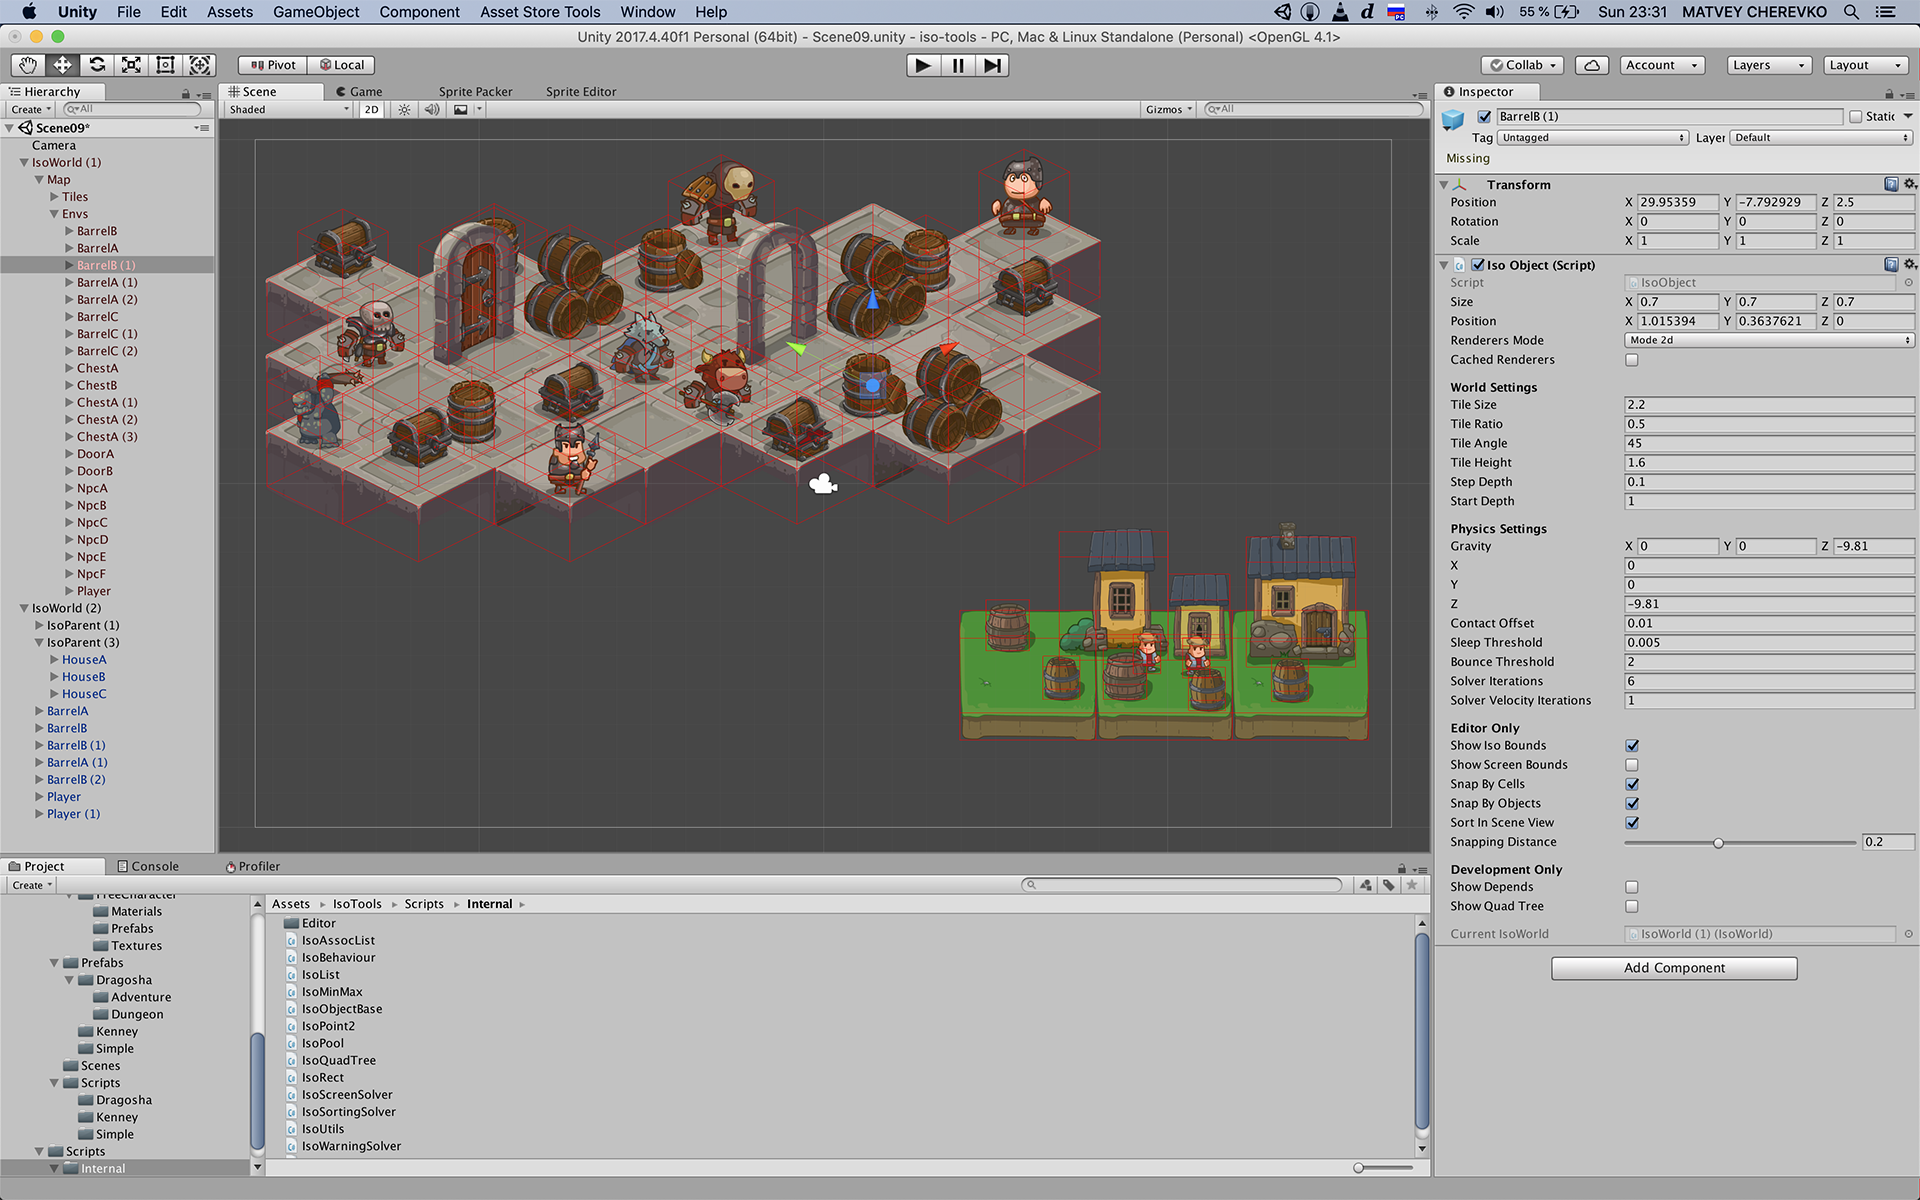 Unity File Edit Assets GameObject Component Asset Store Tools Window Help 55 % Sun 23:31 MATVEY CHEREVKO
Unity 2017.4.40f1 Personal (64bit) - Scene09.unity - iso-tools - PC, Mac & Linux Standalone (Personal) <OpenGL 4.1>
Pivot Local Collab Account Layers Layout
Hierarchy
Create All
Scene09*
Camera
IsoWorld (1)
Map
Tiles
Envs
BarrelB
BarrelA
BarrelB (1)
BarrelA (1)
BarrelA (2)
BarrelC
BarrelC (1)
BarrelC (2)
ChestA
ChestB
ChestA (1)
ChestA (2)
ChestA (3)
DoorA
DoorB
NpcA
NpcB
NpcC
NpcD
NpcE
NpcF
Player
IsoWorld (2)
IsoParent (1)
IsoParent (3)
HouseA
HouseB
HouseC
BarrelA
BarrelB
BarrelB (1)
BarrelA (1)
BarrelB (2)
Player
Player (1)
Scene Game Sprite Packer Sprite Editor
Shaded 2D Gizmos All
Inspector
BarrelB (1) Static
Tag Untagged Layer Default
Missing
Transform
Position X 29.95359 Y -7.792929 Z 2.5
Rotation X 0 Y 0 Z 0
Scale X 1 Y 1 Z 1
Iso Object (Script)
Script IsoObject
Size X 0.7 Y 0.7 Z 0.7
Position X 1.015394 Y 0.3637621 Z 0
Renderers Mode Mode 2d
Cached Renderers
World Settings
Tile Size 2.2
Tile Ratio 0.5
Tile Angle 45
Tile Height 1.6
Step Depth 0.1
Start Depth 1
Physics Settings
Gravity X 0 Y 0 Z -9.81
X 0
Y 0
Z -9.81
Contact Offset 0.01
Sleep Threshold 0.005
Bounce Threshold 2
Solver Iterations 6
Solver Velocity Iterations 1
Editor Only
Show Iso Bounds
Show Screen Bounds
Snap By Cells
Snap By Objects
Sort In Scene View
Snapping Distance 0.2
Development Only
Show Depends
Show Quad Tree
Current IsoWorld IsoWorld (1) (IsoWorld)
Add Component
Project Console Profiler
Create
FreeCharacter
Materials
Prefabs
Textures
Prefabs
Dragosha
Adventure
Dungeon
Kenney
Simple
Scenes
Scripts
Dragosha
Kenney
Simple
Scripts
Internal
Assets IsoTools Scripts Internal
Editor
IsoAssocList
IsoBehaviour
IsoList
IsoMinMax
IsoObjectBase
IsoPoint2
IsoPool
IsoQuadTree
IsoRect
IsoScreenSolver
IsoSortingSolver
IsoUtils
IsoWarningSolver